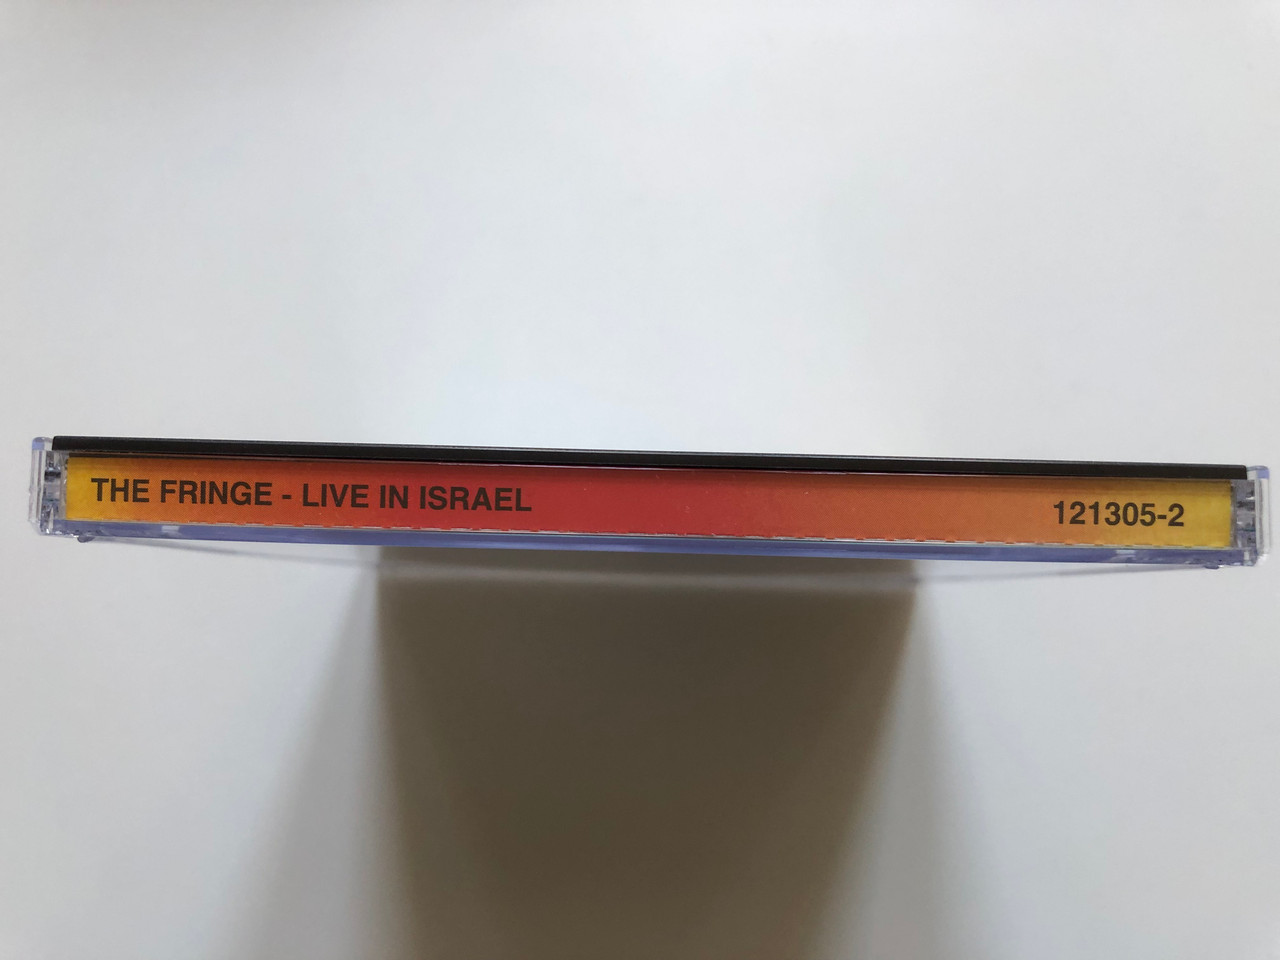 THE FRINGE - LIVE IN ISRAEL
121305-2